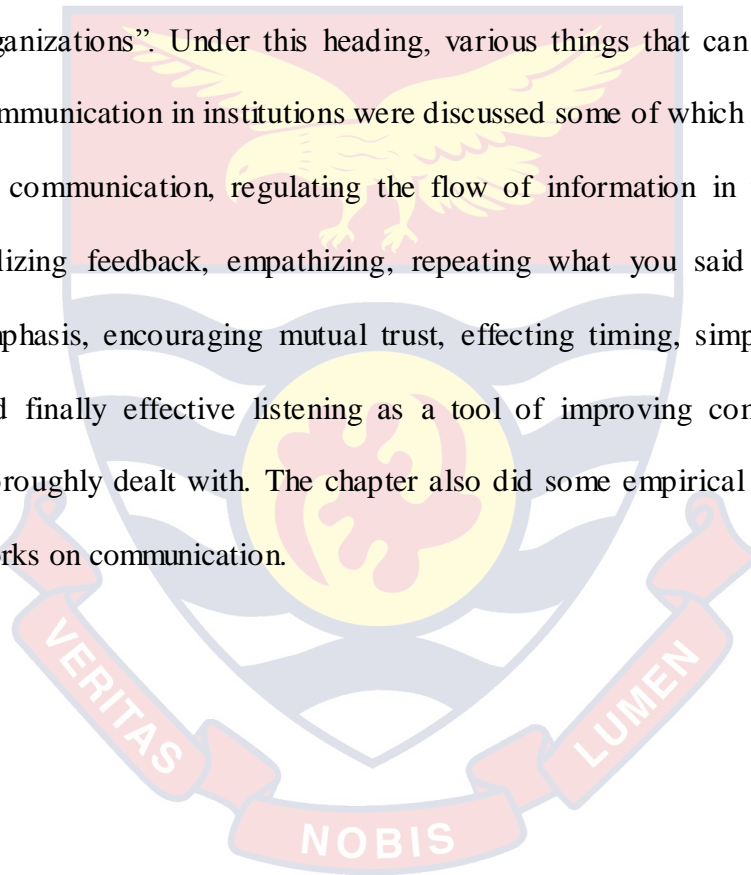 ganizations”. Under this heading, various things that can
mmunication in institutions were discussed some of which
communication, regulating the flow of information in
lizing feedback, empathizing, repeating what you said
phasis, encouraging mutual trust, effecting timing, simp
d finally effective listening as a tool of improving con
oroughly dealt with. The chapter also did some empirical
orks on communication.
VERITAS
NOBIS
LUMEN